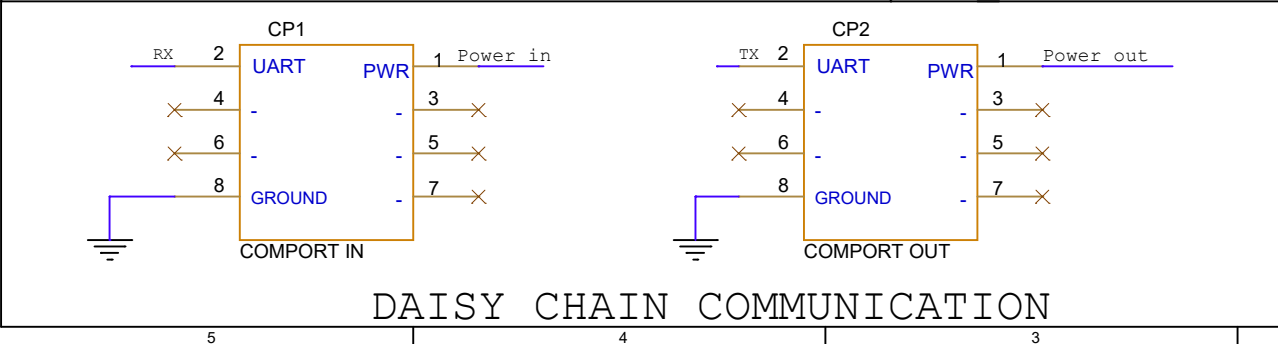 CP1
RX 2 UART PWR 1 Power in
4 - - 3
6 - - 5
8 GROUND - 7
COMPORT IN
CP2
TX 2 UART PWR 1 Power out
4 - - 3
6 - - 5
8 GROUND - 7
COMPORT OUT
DAISY CHAIN COMMUNICATION
5 4 3